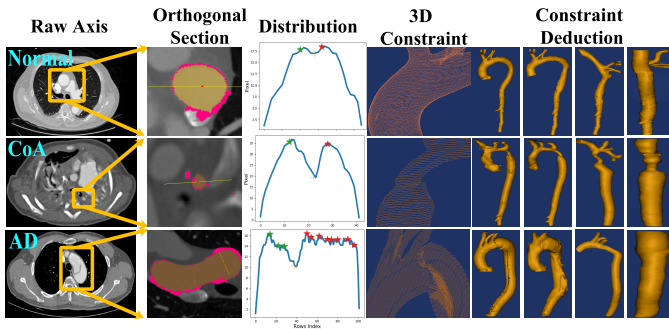 Raw Axis
Orthogonal
Section
Distribution
3D
Constraint
Constraint
Deduction
Normal
CoA
AD
Pixel
Pixel
Rows Index